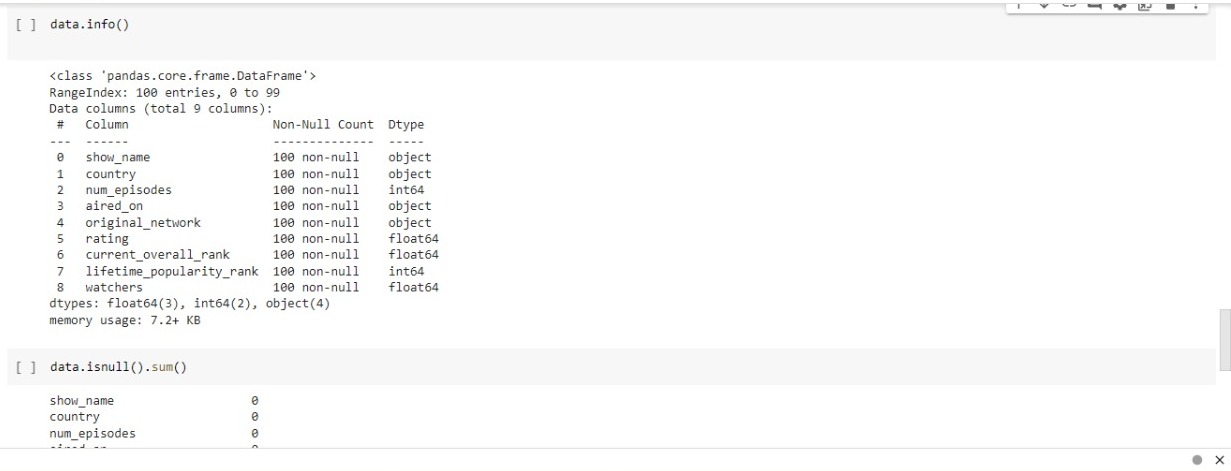 [ ] data.info()
<class 'pandas.core.frame.DataFrame'>
RangeIndex: 100 entries, 0 to 99
Data columns (total 9 columns):
 #   Column                    Non-Null Count  Dtype
---  ------                    --------------  -----
 0   show_name                 100 non-null    object
 1   country                   100 non-null    object
 2   num_episodes              100 non-null    int64
 3   aired_on                  100 non-null    object
 4   original_network          100 non-null    object
 5   rating                    100 non-null    float64
 6   current_overall_rank      100 non-null    float64
 7   lifetime_popularity_rank  100 non-null    int64
 8   watchers                  100 non-null    float64
dtypes: float64(3), int64(2), object(4)
memory usage: 7.2+ KB
[ ] data.isnull().sum()
show_name                   0
country                     0
num_episodes                0